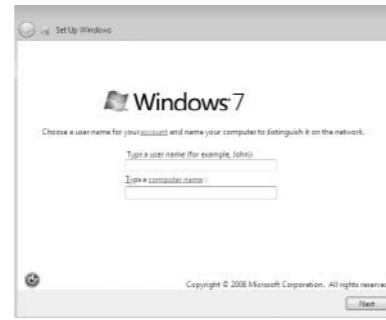 Set Up Windows
Windows 7
Choose a user name for your account and name your computer to distinguish it on the network.
Type a user name (for example, John):
Type a computer name :
Copyright © 2008 Microsoft Corporation. All rights reserve
Next